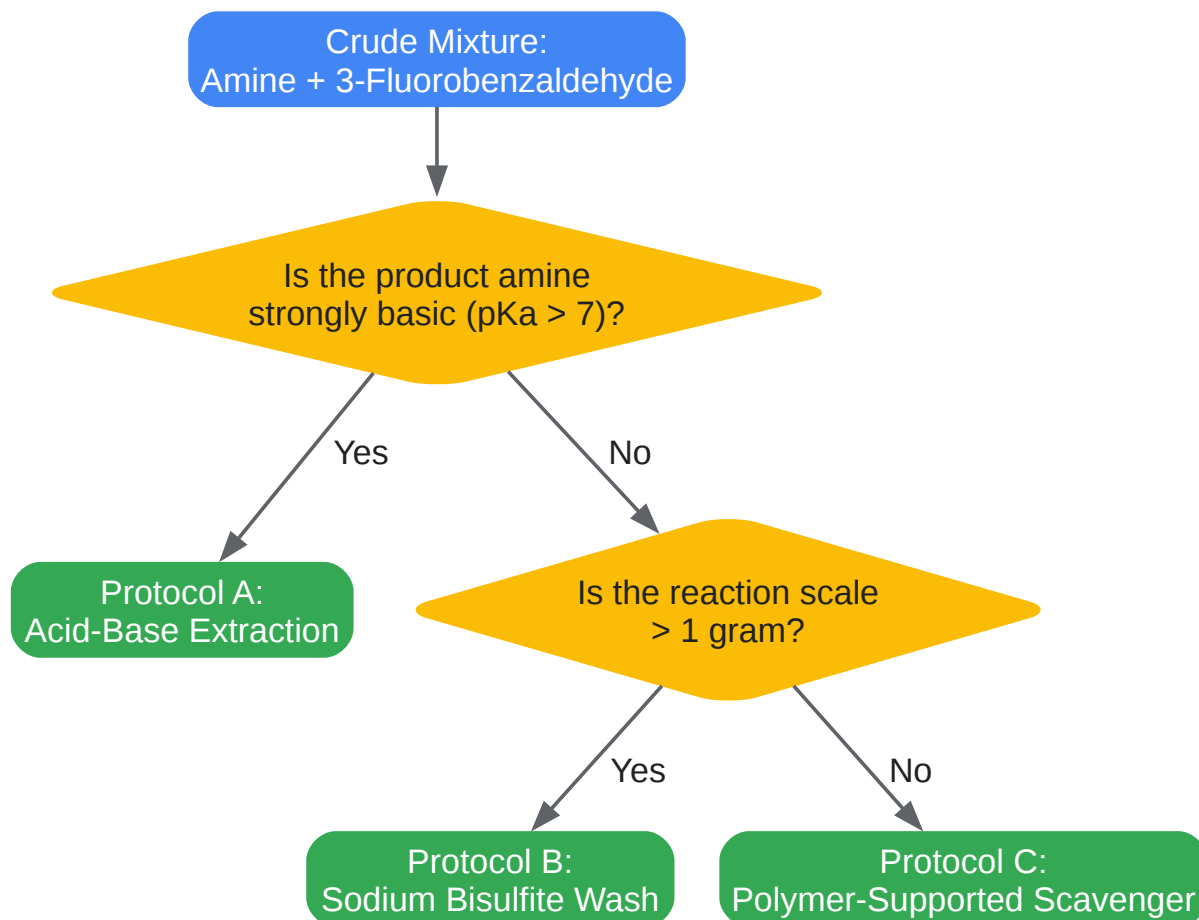 Crude Mixture:
Amine + 3-Fluorobenzaldehyde
Is the product amine
strongly basic (pKa > 7)?
Yes
No
Protocol A:
Acid-Base Extraction
Is the reaction scale
> 1 gram?
Yes
No
Protocol B:
Sodium Bisulfite Wash
Protocol C:
Polymer-Supported Scavenger